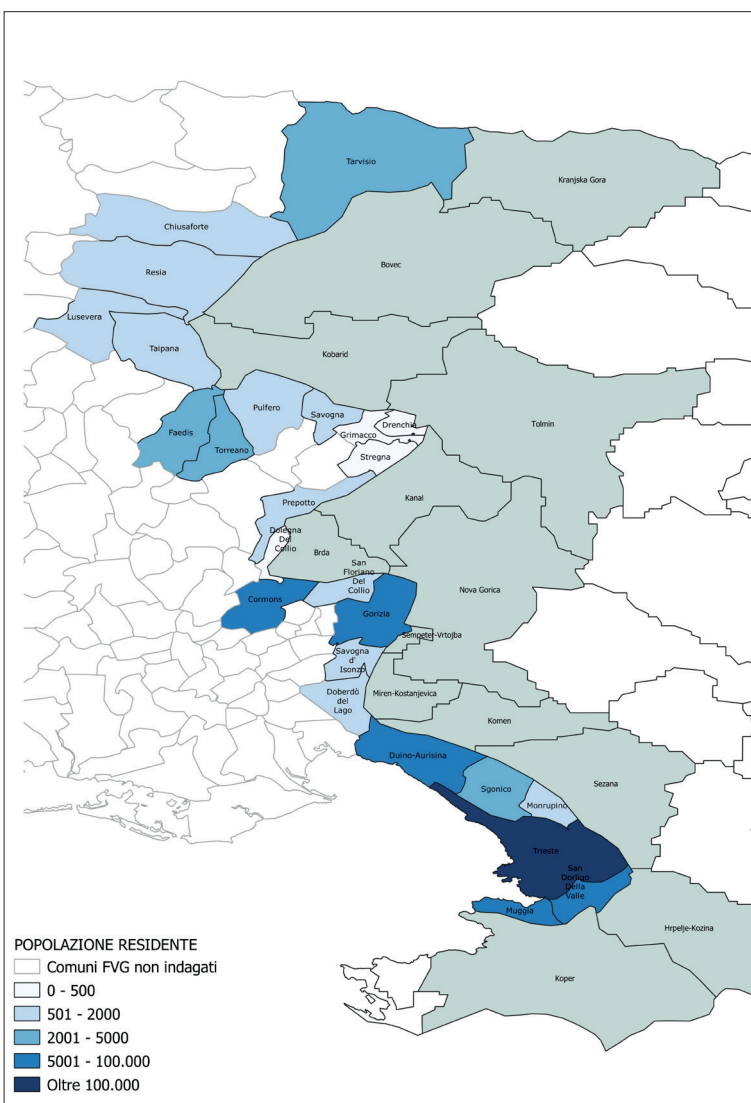 Tarvisio
Kranjska Gora
Chiusaforte
Bovec
Resia
Lusevera
Taipana
Kobarid
Pulfero
Savogna
Drenchia
Tolmin
Faedis
Grimacco
Torreano
Stregna
Kanal
Prepotto
Dolegna
Del
Collio
Brda
San
Floriano
Del
Collio
Nova Gorica
Cormons
Gorizia
Sempeter-Vrtojba
Savogna
d'
Isonzo
Doberdò
del
Lago
Miren-Kostanjevica
Komen
Duino-Aurisina
Sezana
Sgonico
Monrupino
Trieste
San
Dorligo
Della
Valle
Muggia
Hrpelje-Kozina
Koper
POPOLAZIONE RESIDENTE
Comuni FVG non indagati
0 - 500
501 - 2000
2001 - 5000
5001 - 100.000
Oltre 100.000